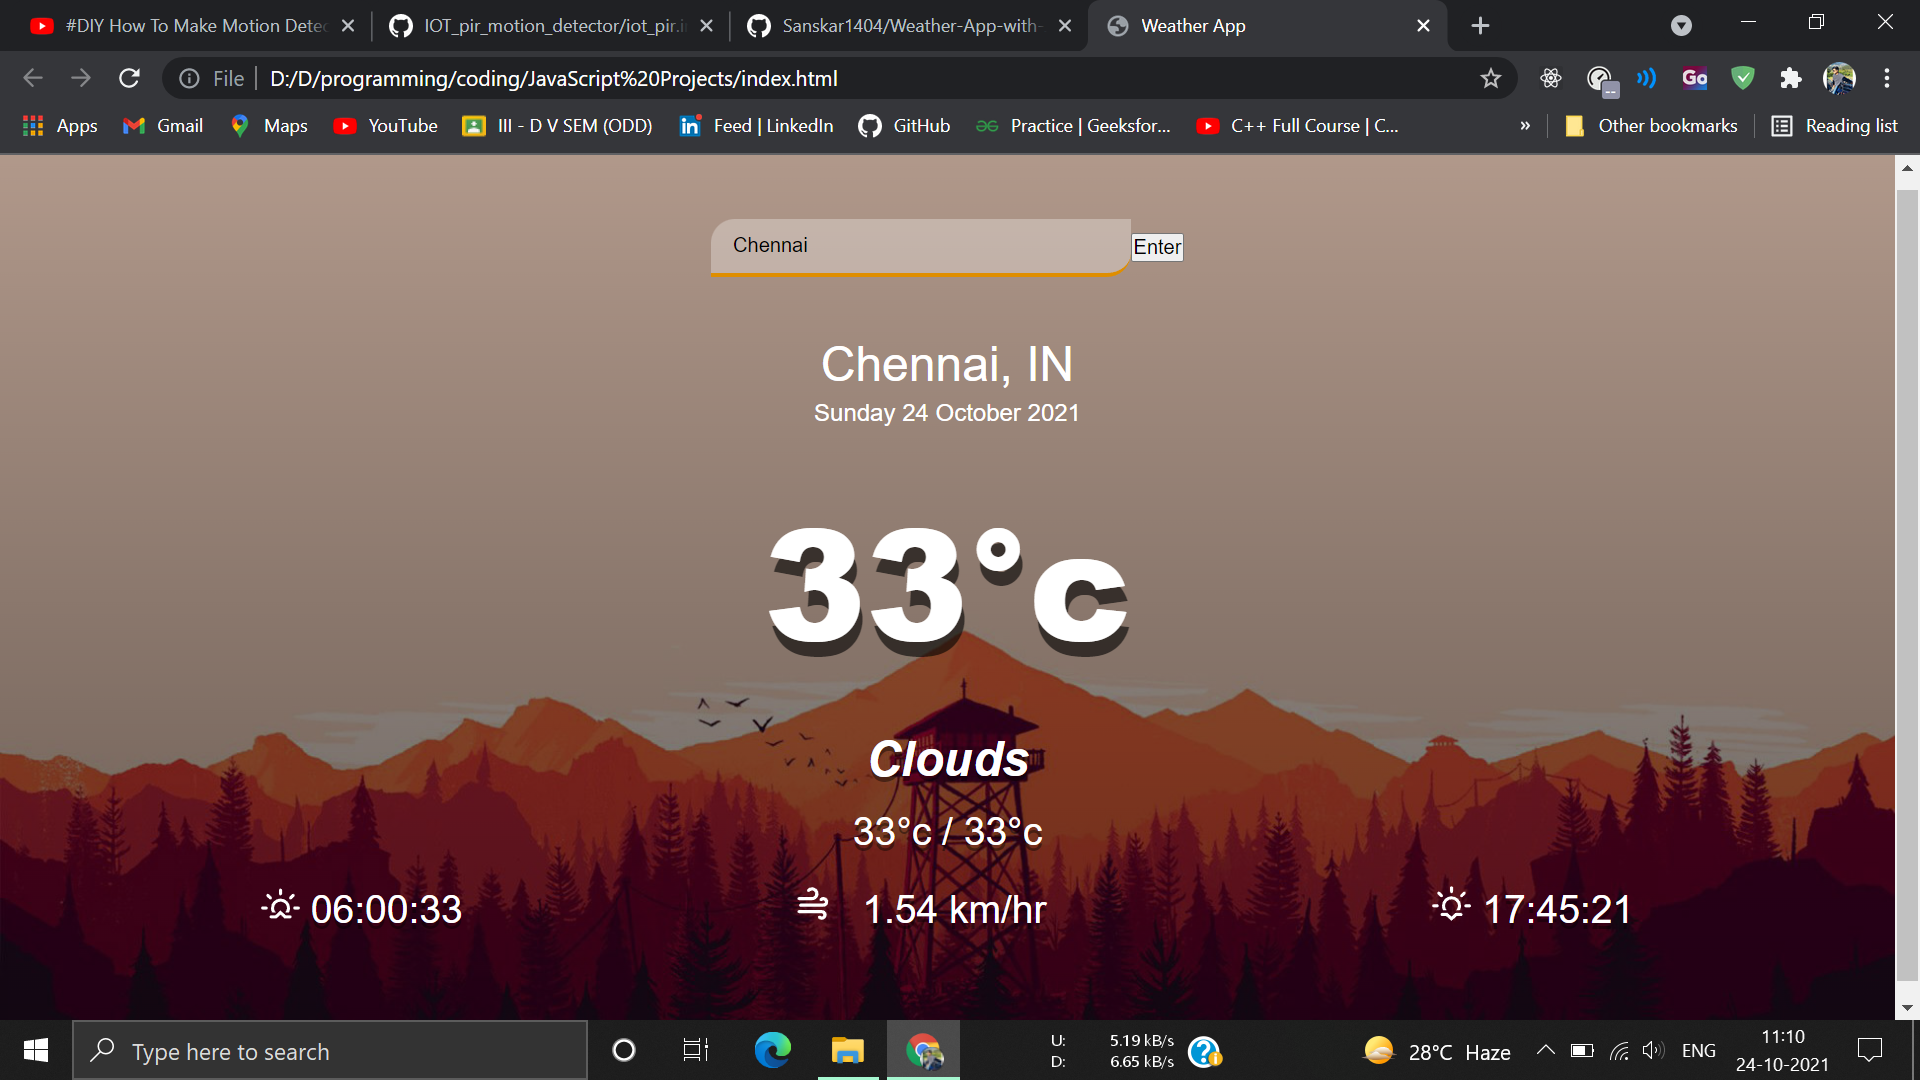 #DIY How To Make Motion Detec
IOT_pir_motion_detector/iot_pir.i
Sanskar1404/Weather-App-with-
Weather App
File
D:/D/programming/coding/JavaScript%20Projects/index.html
Go
Apps
Gmail
Maps
YouTube
III - D V SEM (ODD)
Feed | LinkedIn
GitHub
Practice | Geeksfor...
C++ Full Course | C...
»
Other bookmarks
Reading list
Chennai
Enter
Chennai, IN
Sunday 24 October 2021
33°c
Clouds
33°c / 33°c
06:00:33
1.54 km/hr
17:45:21
Type here to search
U: 5.19 kB/s
D: 6.65 kB/s
28°C Haze
ENG
11:10
24-10-2021